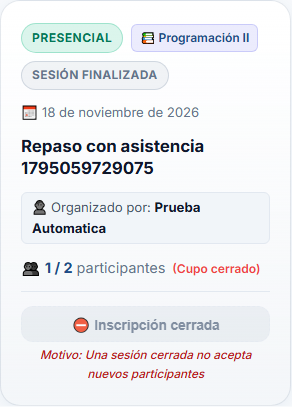 PRESENCIAL
Programación II
SESIÓN FINALIZADA
18 de noviembre de 2026
Repaso con asistencia
1795059729075
Organizado por: Prueba
Automatica
1 / 2 participantes (Cupo cerrado)
Inscripción cerrada
Motivo: Una sesión cerrada no acepta
nuevos participantes